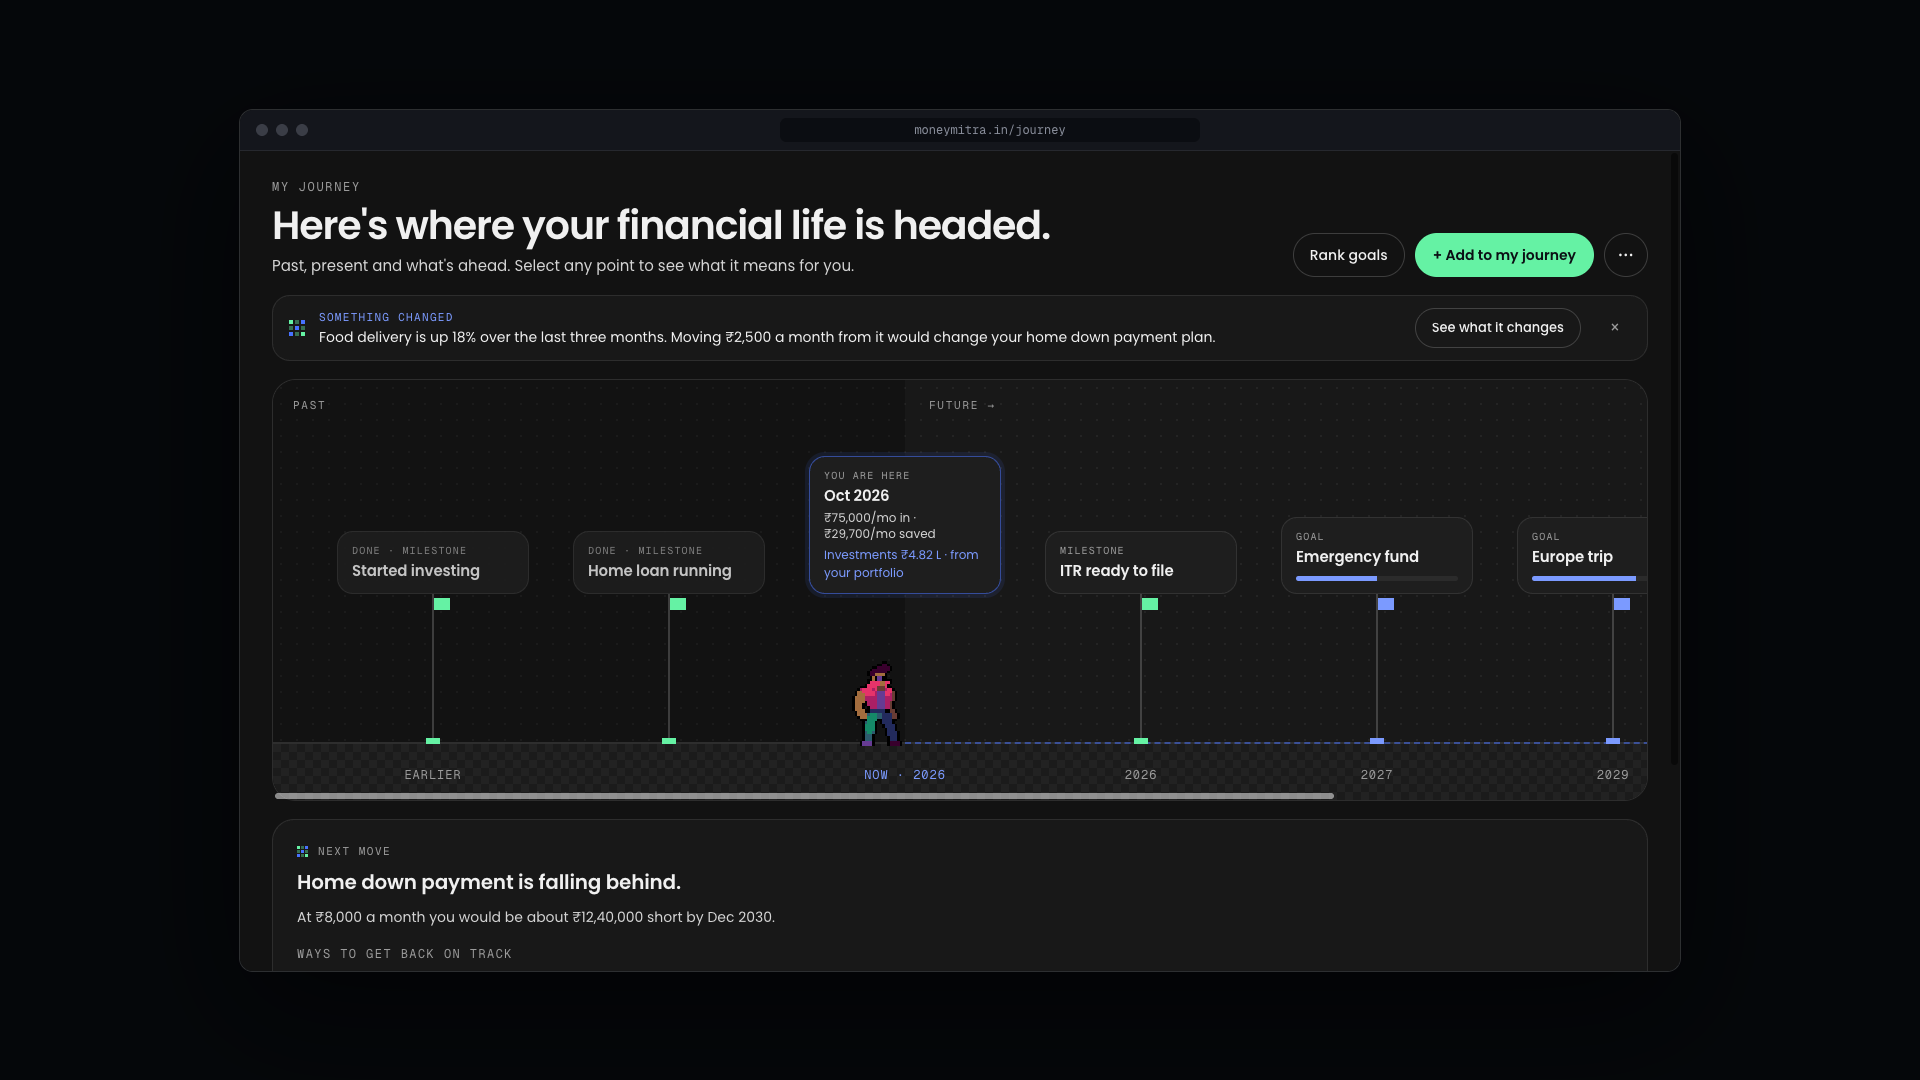 moneymitra.in/journey
MY JOURNEY
Here's where your financial life is headed.
Past, present and what's ahead. Select any point to see what it means for you.
Rank goals
+ Add to my journey
SOMETHING CHANGED
Food delivery is up 18% over the last three months. Moving ₹2,500 a month from it would change your home down payment plan.
See what it changes
×
PAST
FUTURE →
YOU ARE HERE
Oct 2026
₹75,000/mo in ·
₹29,700/mo saved
Investments ₹4.82 L · from
your portfolio
DONE · MILESTONE
Started investing
DONE · MILESTONE
Home loan running
MILESTONE
ITR ready to file
GOAL
Emergency fund
GOAL
Europe trip
EARLIER
NOW · 2026
2026
2027
2029
NEXT MOVE
Home down payment is falling behind.
At ₹8,000 a month you would be about ₹12,40,000 short by Dec 2030.
WAYS TO GET BACK ON TRACK